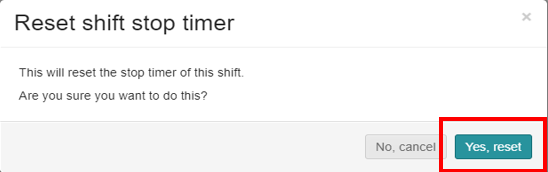 Reset shift stop timer ×
This will reset the stop timer of this shift.
Are you sure you want to do this?
No, cancel Yes, reset